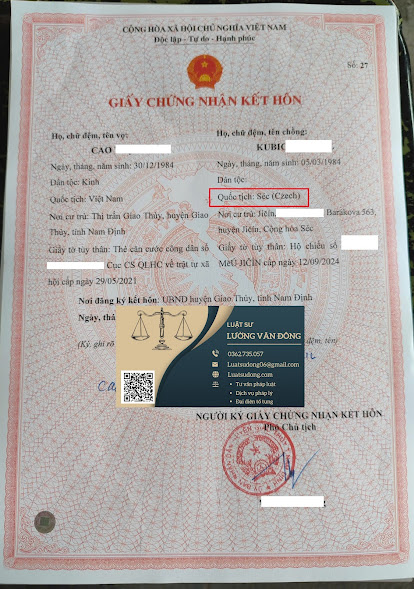 CỘNG HÒA XÃ HỘI CHỦ NGHĨA VIỆT NAM
Độc lập - Tự do - Hạnh phúc
Số: 27
GIẤY CHỨNG NHẬN KẾT HÔN
Họ, chữ đệm, tên vợ:
CAO
Ngày, tháng, năm sinh: 30/12/1984
Dân tộc: Kinh
Quốc tịch: Việt Nam
Nơi cư trú: Thị trấn Giao Thủy, huyện Giao
Thủy, tỉnh Nam Định
Giấy tờ tùy thân: Thẻ căn cước công dân số
Cục CS QLHC về trật tự xã
hội cấp ngày 29/05/2021
Họ, chữ đệm, tên chồng:
KUBIC
Ngày, tháng, năm sinh: 05/03/1984
Dân tộc:
Quốc tịch: Séc (Czech)
Nơi cư trú: Jičín, Barákova 563,
huyện Jičín, Cộng hòa Séc
Giấy tờ tùy thân: Hộ chiếu số
MěÚ JIČÍN cấp ngày 12/09/2024
Nơi đăng ký kết hôn: UBND huyện Giao Thủy, tỉnh Nam Định
Ngày, thá
LUẬT SƯ
LƯƠNG VĂN ĐÔNG
0362.735.057
Luatsudong06@gmail.com
Luatsudong.com
• Tư vấn pháp luật
• Dịch vụ pháp lý
• Đại diện tố tụng
(Ký, ghi rõ
đệm, tên)
NGƯỜI KÝ GIẤY CHỨNG NHẬN KẾT HÔN
Phó Chủ tịch